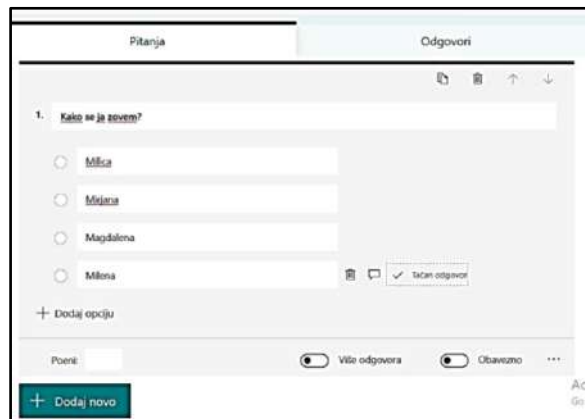 Pitanja Odgovori
1. Kako se ja zovem?
Milica
Mirjana
Magdalena
Milena Tačan odgovor
Dodaj opciju
Poeni: Više odgovora Obavezno ...
Dodaj novo